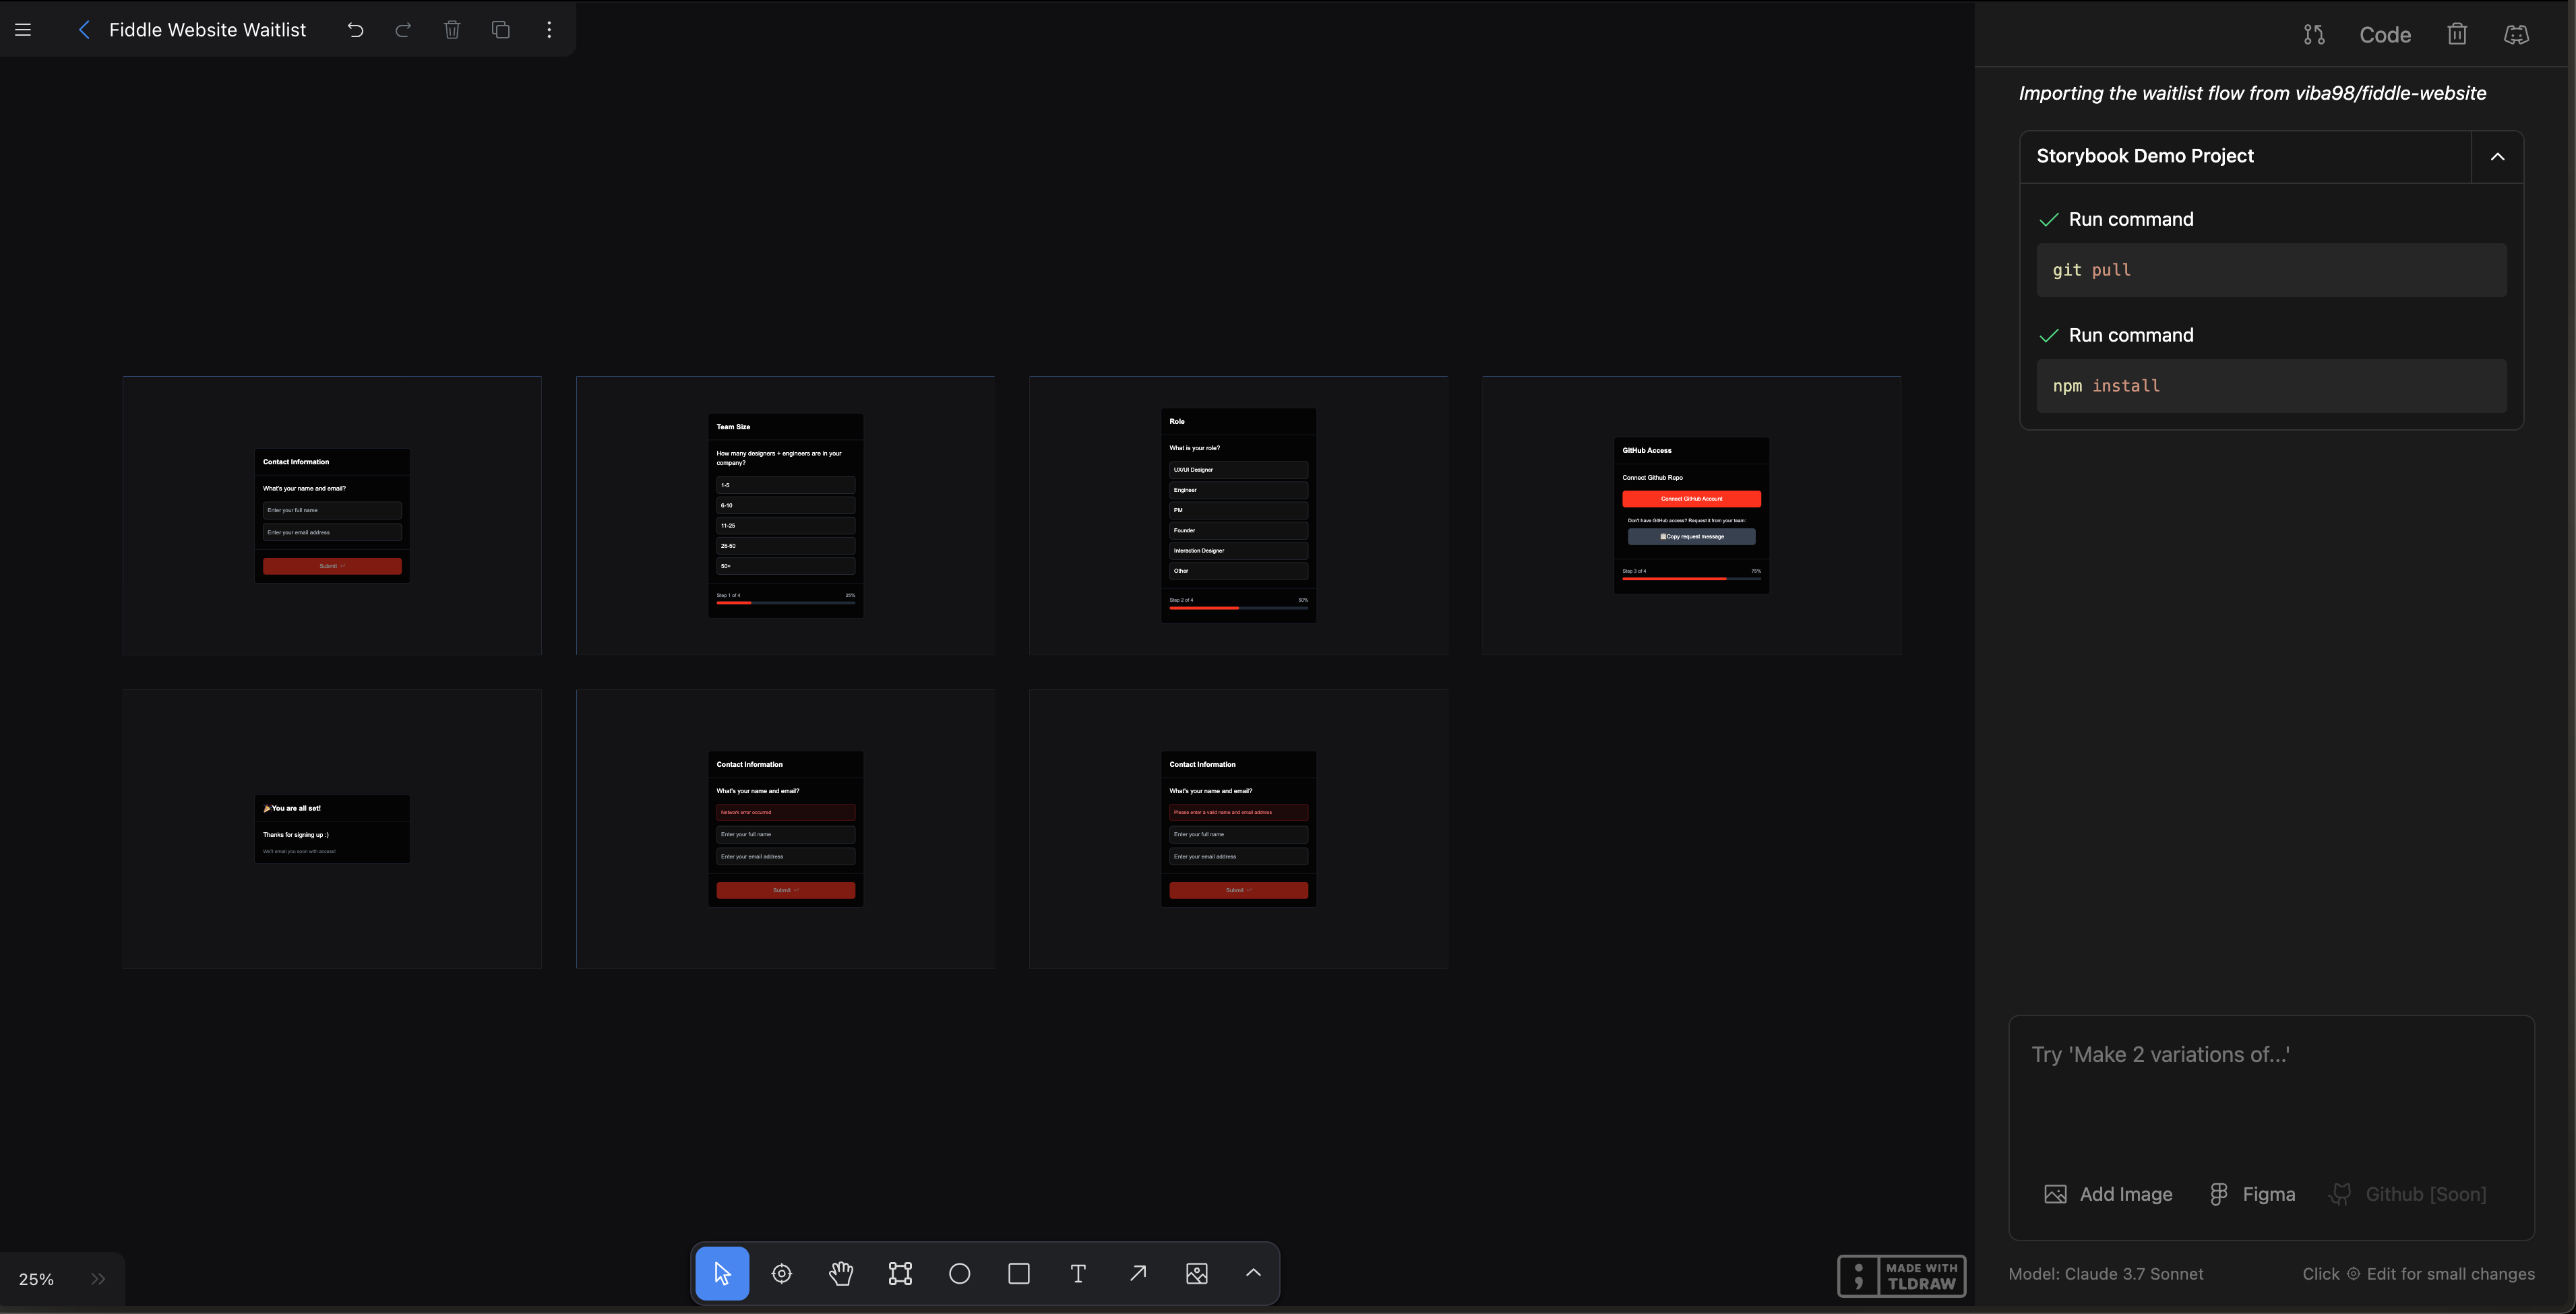 Fiddle Website Waitlist
Code
Importing the waitlist flow from viba98/fiddle-website
Storybook Demo Project
Run command
git pull
Run command
npm install
Contact Information
What's your name and email?
Enter your full name
Enter your email address
Submit ↵
Team Size
How many designers + engineers are in your
company?
1-5
6-10
11-25
26-50
50+
Step 1 of 4 25%
Role
What is your role?
UX/UI Designer
Engineer
PM
Founder
Interaction Designer
Other
Step 2 of 4 50%
GitHub Access
Connect Github Repo
Connect GitHub Account
Don't have GitHub access? Request it from your team:
📋Copy request message
Step 3 of 4 75%
🎉You are all set!
Thanks for signing up :)
We'll email you soon with access!
Contact Information
What's your name and email?
Network error occurred
Enter your full name
Enter your email address
Submit ↵
Contact Information
What's your name and email?
Please enter a valid name and email address
Enter your full name
Enter your email address
Submit ↵
Try 'Make 2 variations of...'
Add Image
Figma
Github [Soon]
Model: Claude 3.7 Sonnet
Click Edit for small changes
25%
T
MADE WITH
TLDRAW